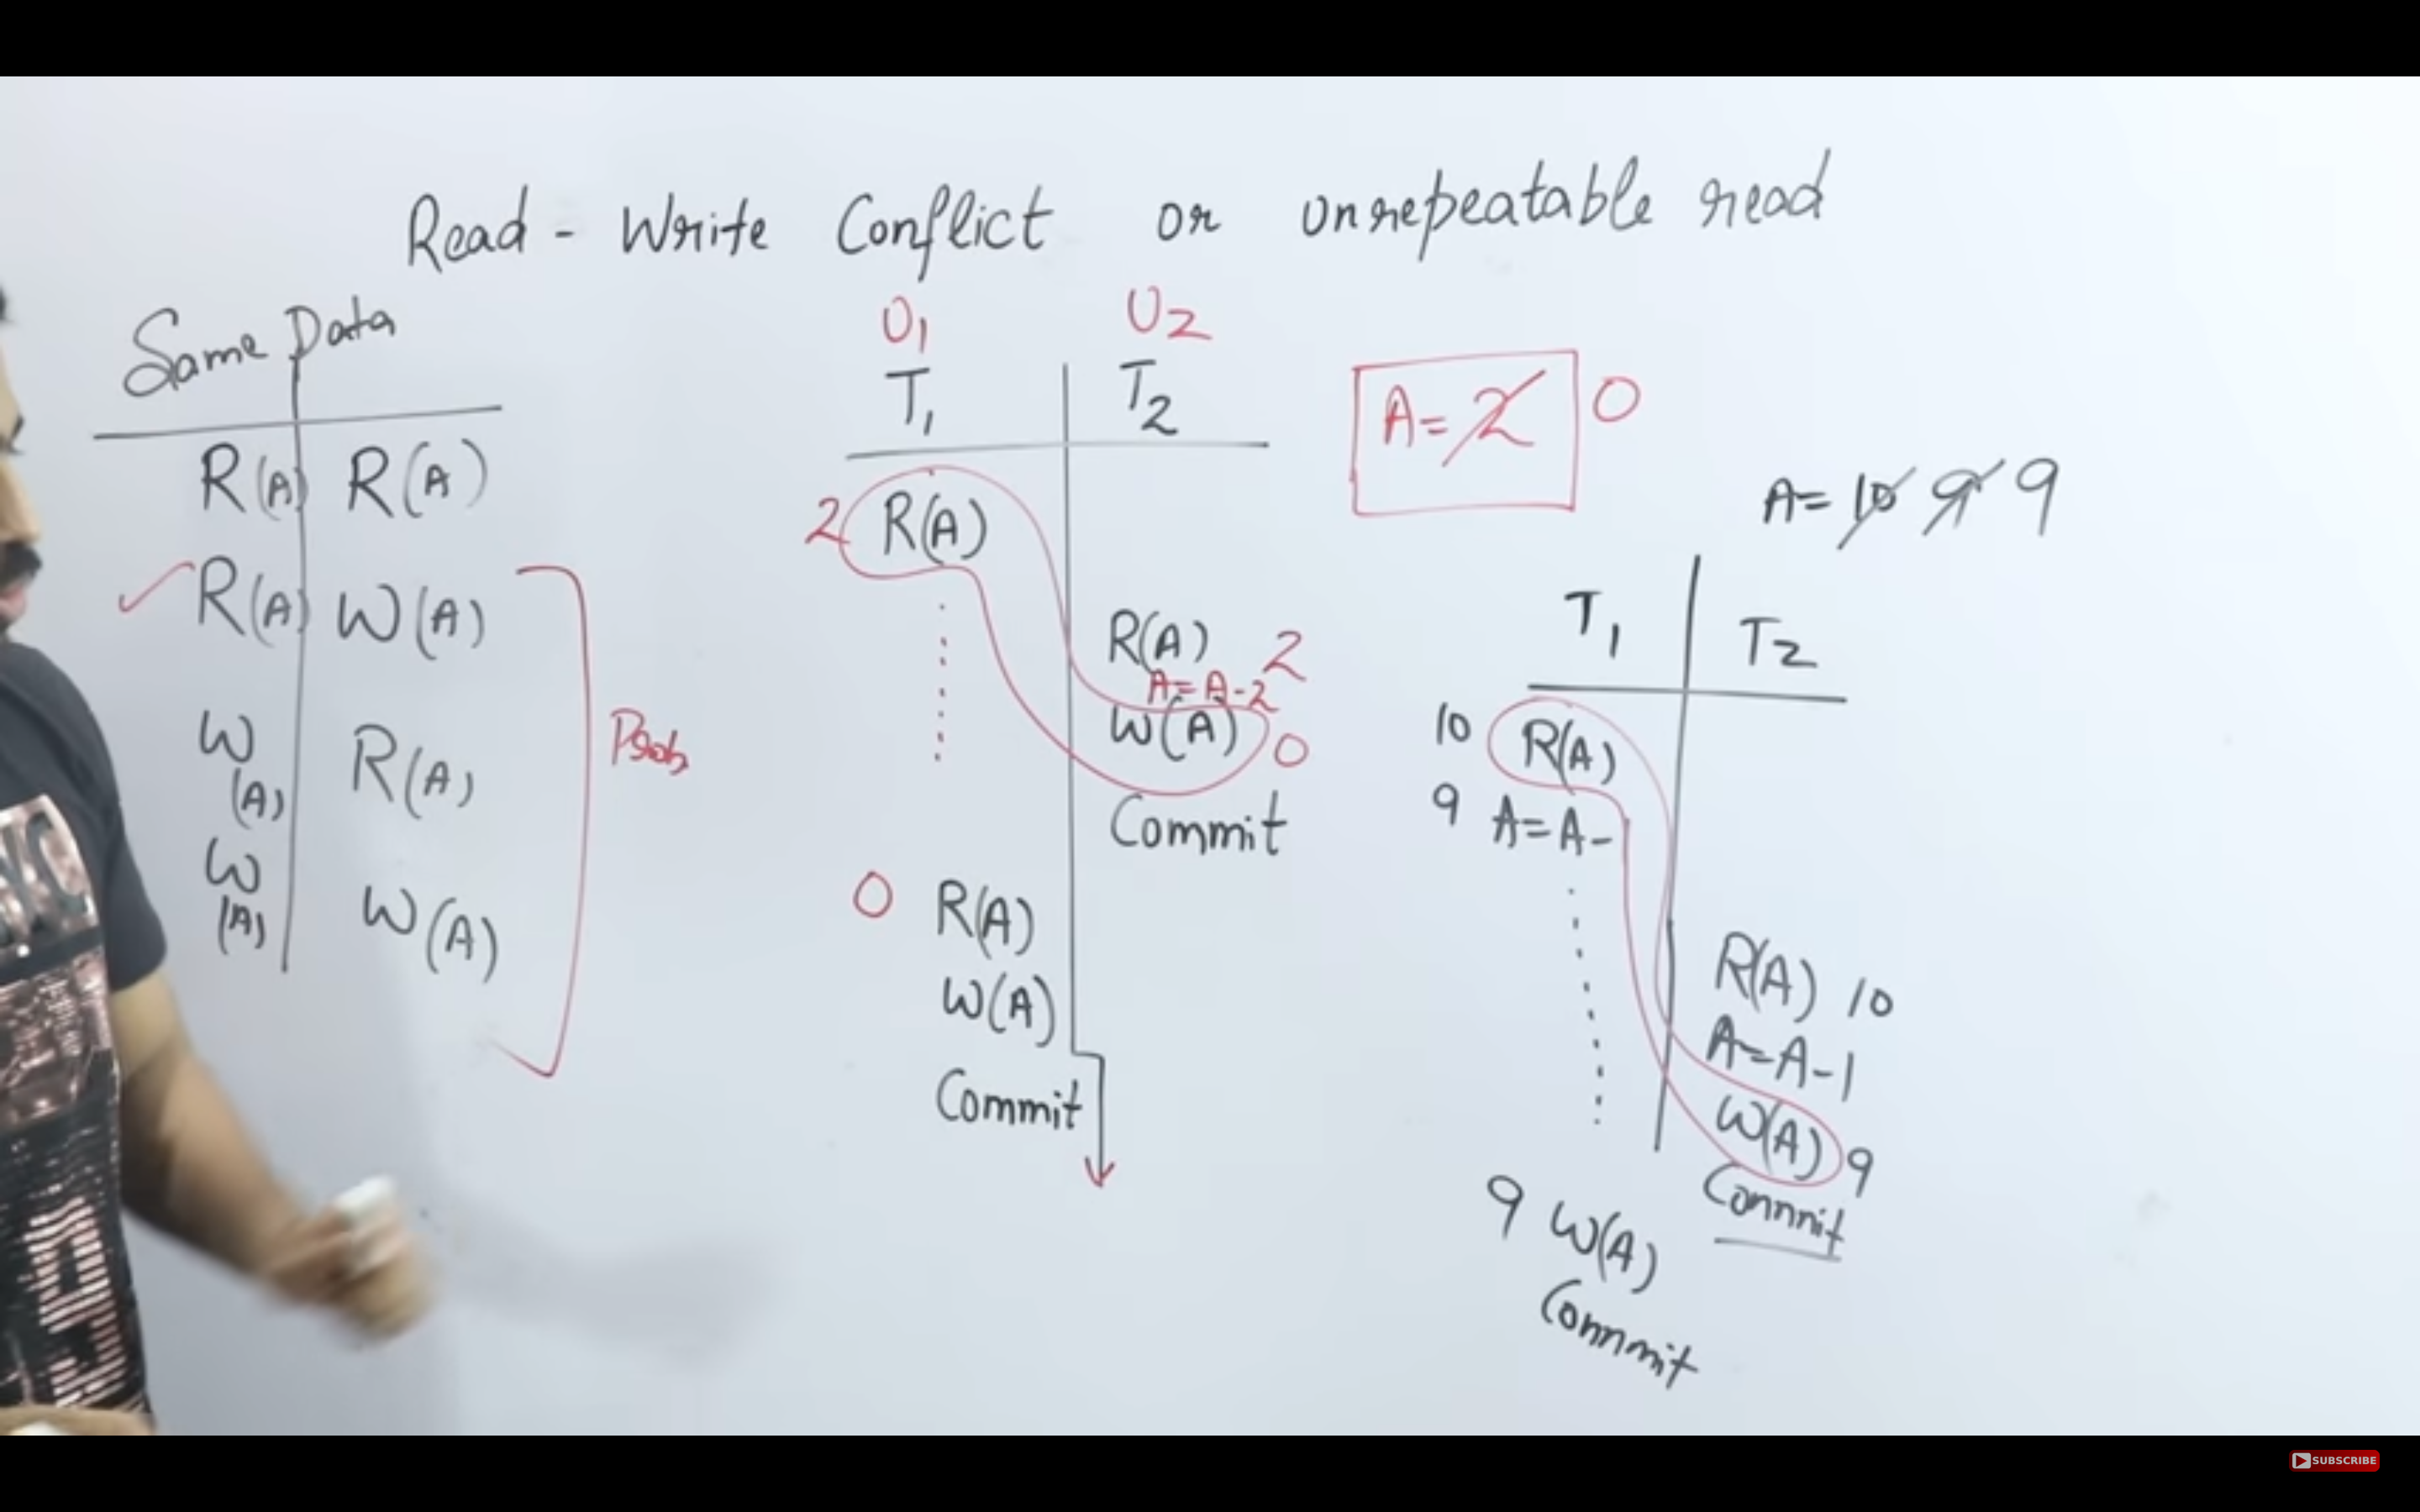 Read - Write Conflict or unrepeatable read
Same Data
R(A) R(A)
R(A) W(A)
W(A) R(A)
W(A) W(A)
Prob
U1 U2
T1 T2
2 R(A)
R(A) 2
A=A-2
W(A) 0
Commit
0 R(A)
W(A)
Commit
A=2 0
A=10 9 9
T1 T2
10 R(A)
9 A=A-
R(A) 10
A=A-1
W(A) 9
Commit
9 W(A)
Commit
SUBSCRIBE